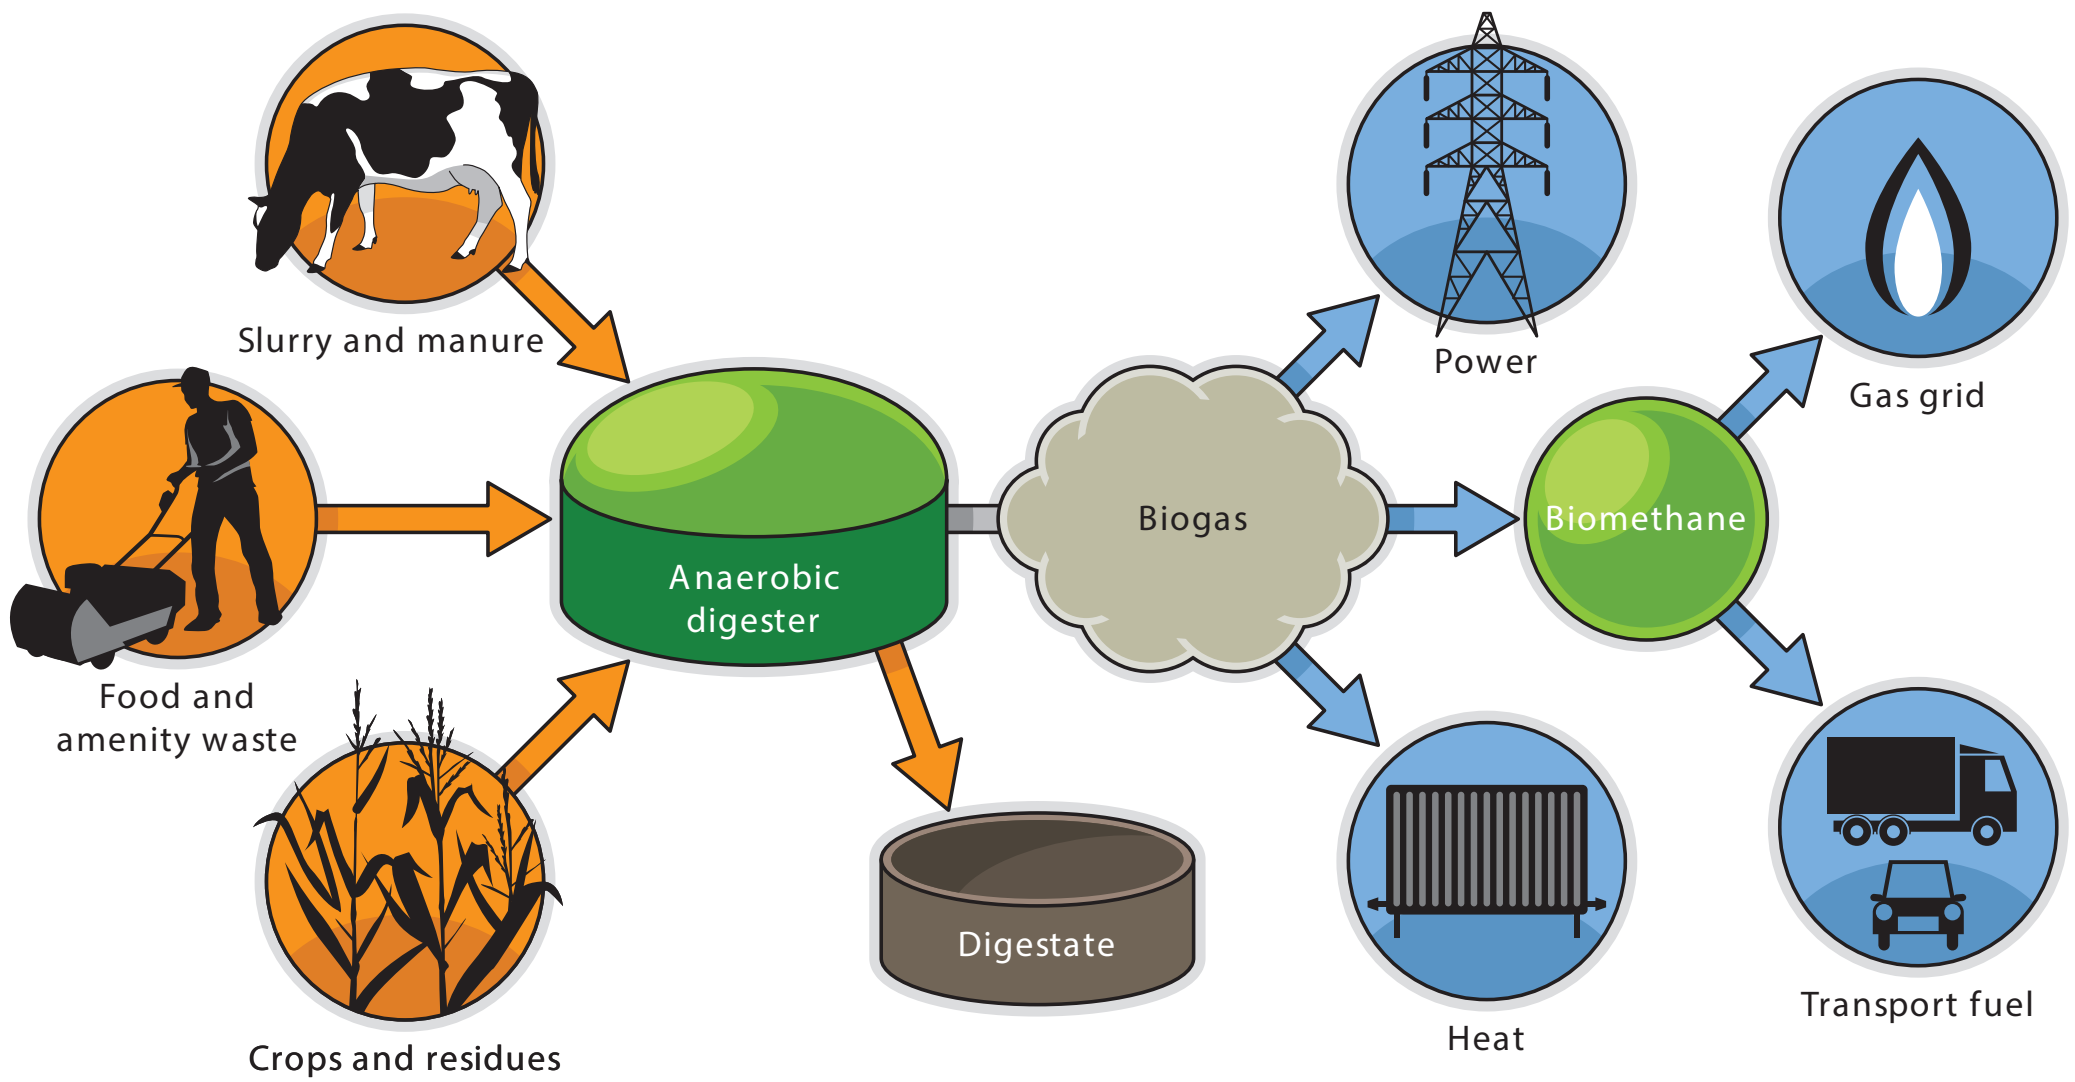 Slurry and manure
Food and
amenity waste
Crops and residues
Anaerobic
digester
Digestate
Biogas
Power
Heat
Biomethane
Gas grid
Transport fuel